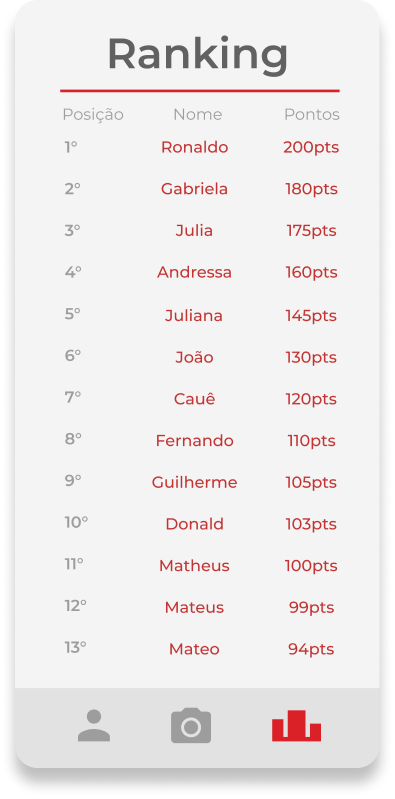 Ranking
Posição Nome Pontos
1° Ronaldo 200pts
2° Gabriela 180pts
3° Julia 175pts
4° Andressa 160pts
5° Juliana 145pts
6° João 130pts
7° Cauê 120pts
8° Fernando 110pts
9° Guilherme 105pts
10° Donald 103pts
11° Matheus 100pts
12° Mateus 99pts
13° Mateo 94pts